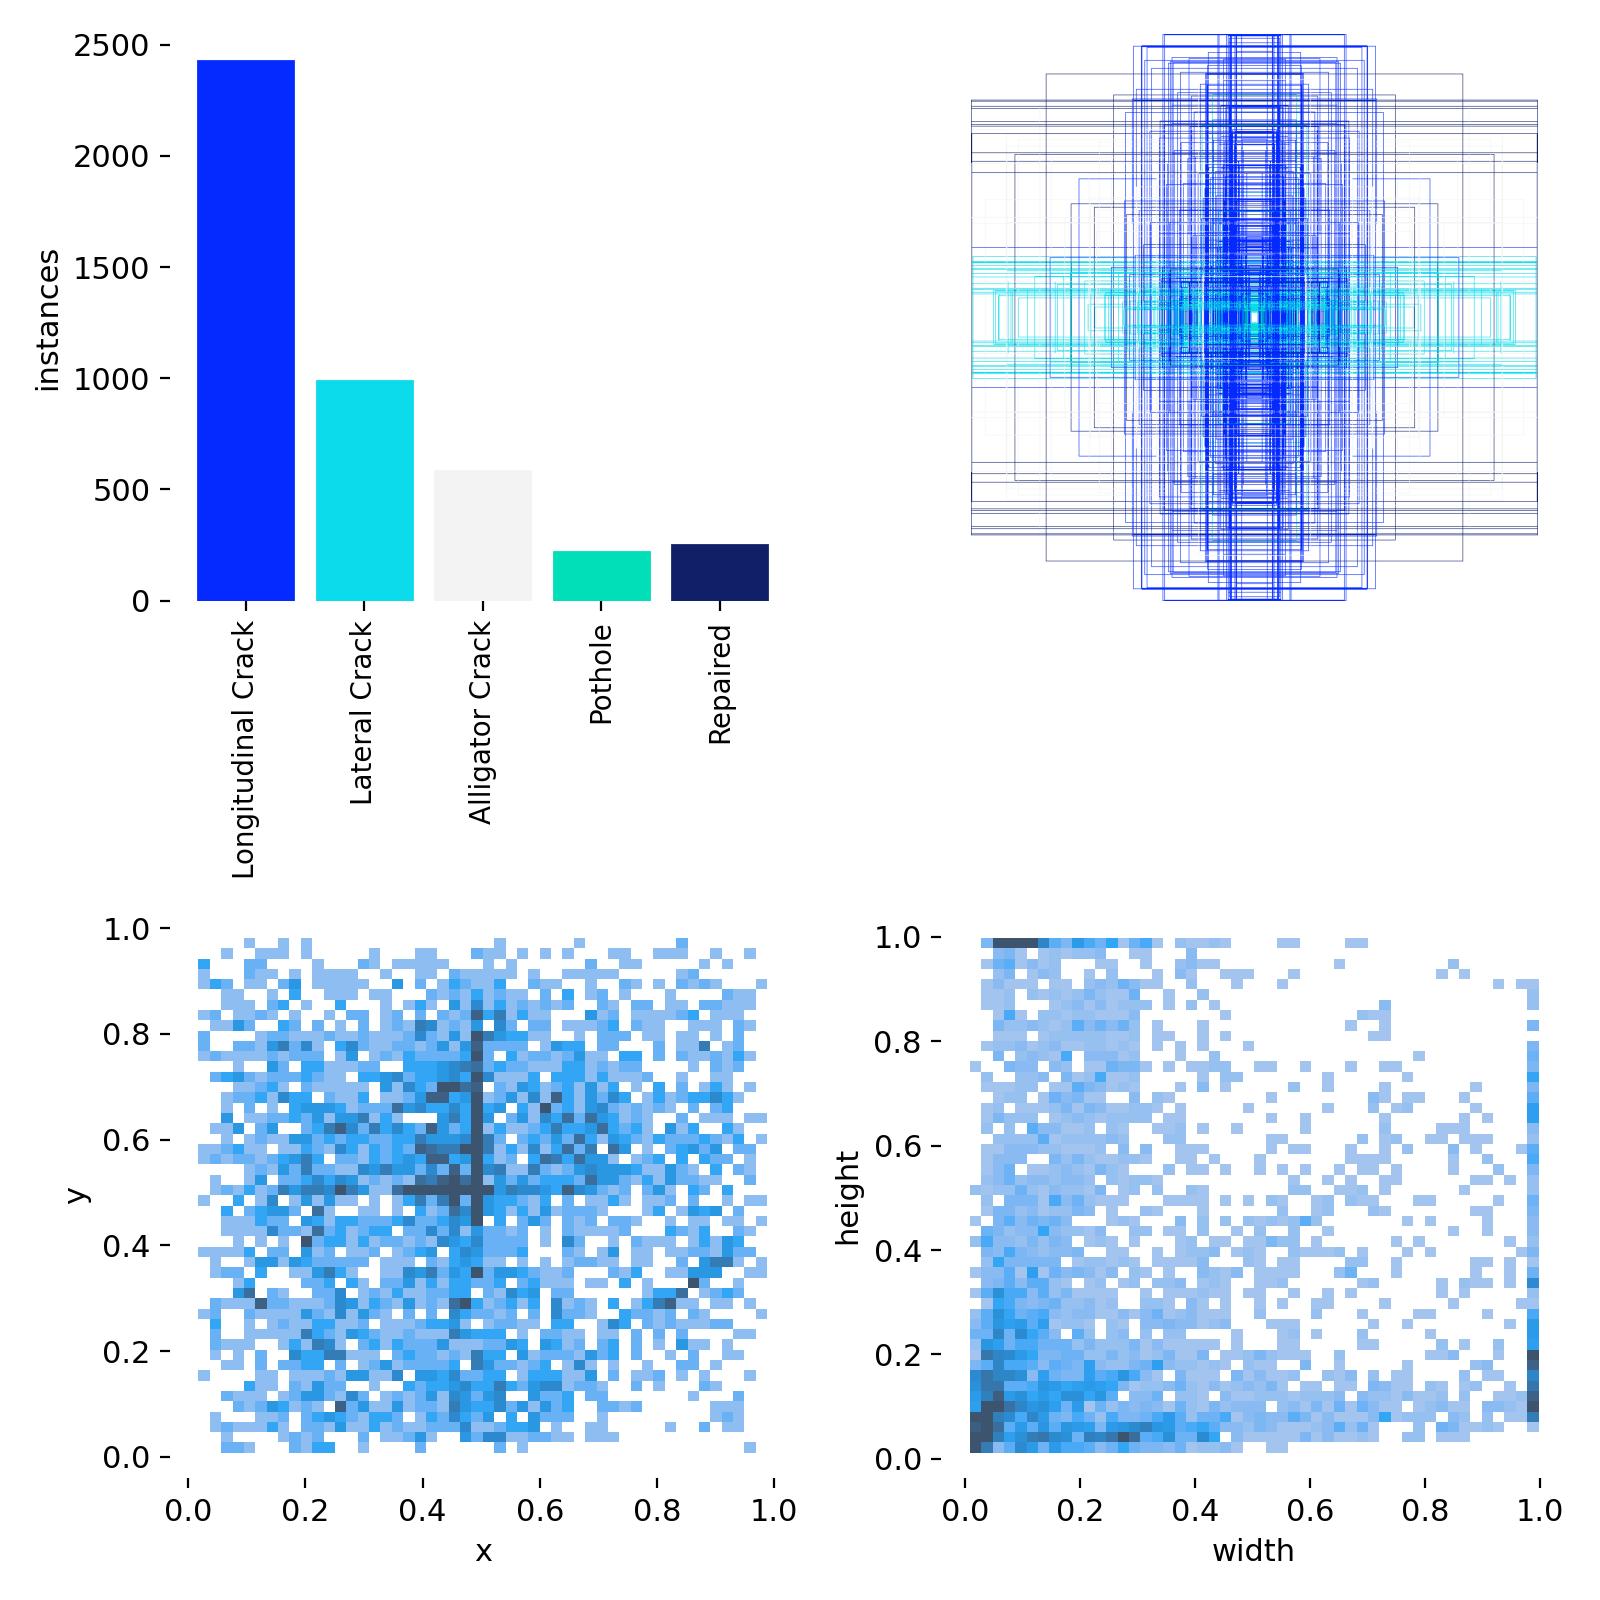 2500
2000
1500
1000
500
0
instances
Longitudinal Crack
Lateral Crack
Alligator Crack
Pothole
Repaired
1.0
0.8
0.6
0.4
0.2
0.0
y
0.0 0.2 0.4 0.6 0.8 1.0
x
1.0
0.8
0.6
0.4
0.2
0.0
height
0.0 0.2 0.4 0.6 0.8 1.0
width